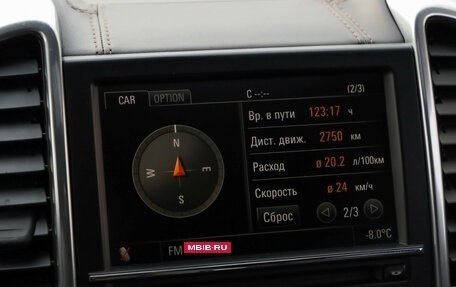 CAR OPTION C --:-- (2/3)
Вр. в пути 123:17 ч
Дист. движ. 2750 км
Расход ø 20.2 л/100км
Скорость ø 24 км/ч
Сброс 2/3
N
W E
S
FM MBIB.RU -8.0°C